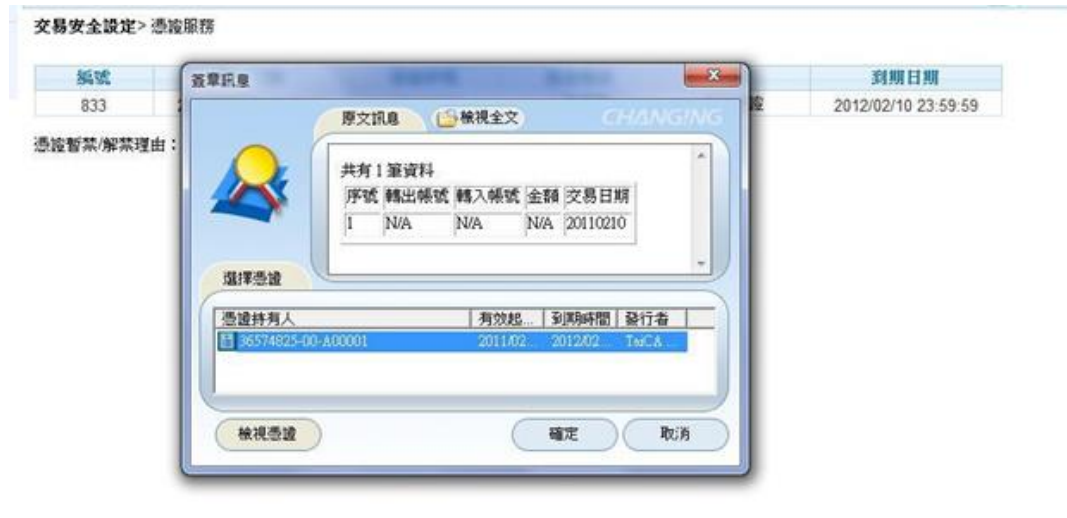 交易安全設定> 憑證服務
編號 到期日期
833 2012/02/10 23:59:59
憑證暫禁/解禁理由：
簽章訊息
原文訊息 檢視全文 CHANGING
共有 1 筆資料
序號 轉出帳號 轉入帳號 金額 交易日期
1 N/A N/A N/A 20110210
選擇憑證
憑證持有人 有效起... 到期時間 發行者
36574825-00-A00001 2011/02... 2012/02... TaiCA ...
檢視憑證 確定 取消